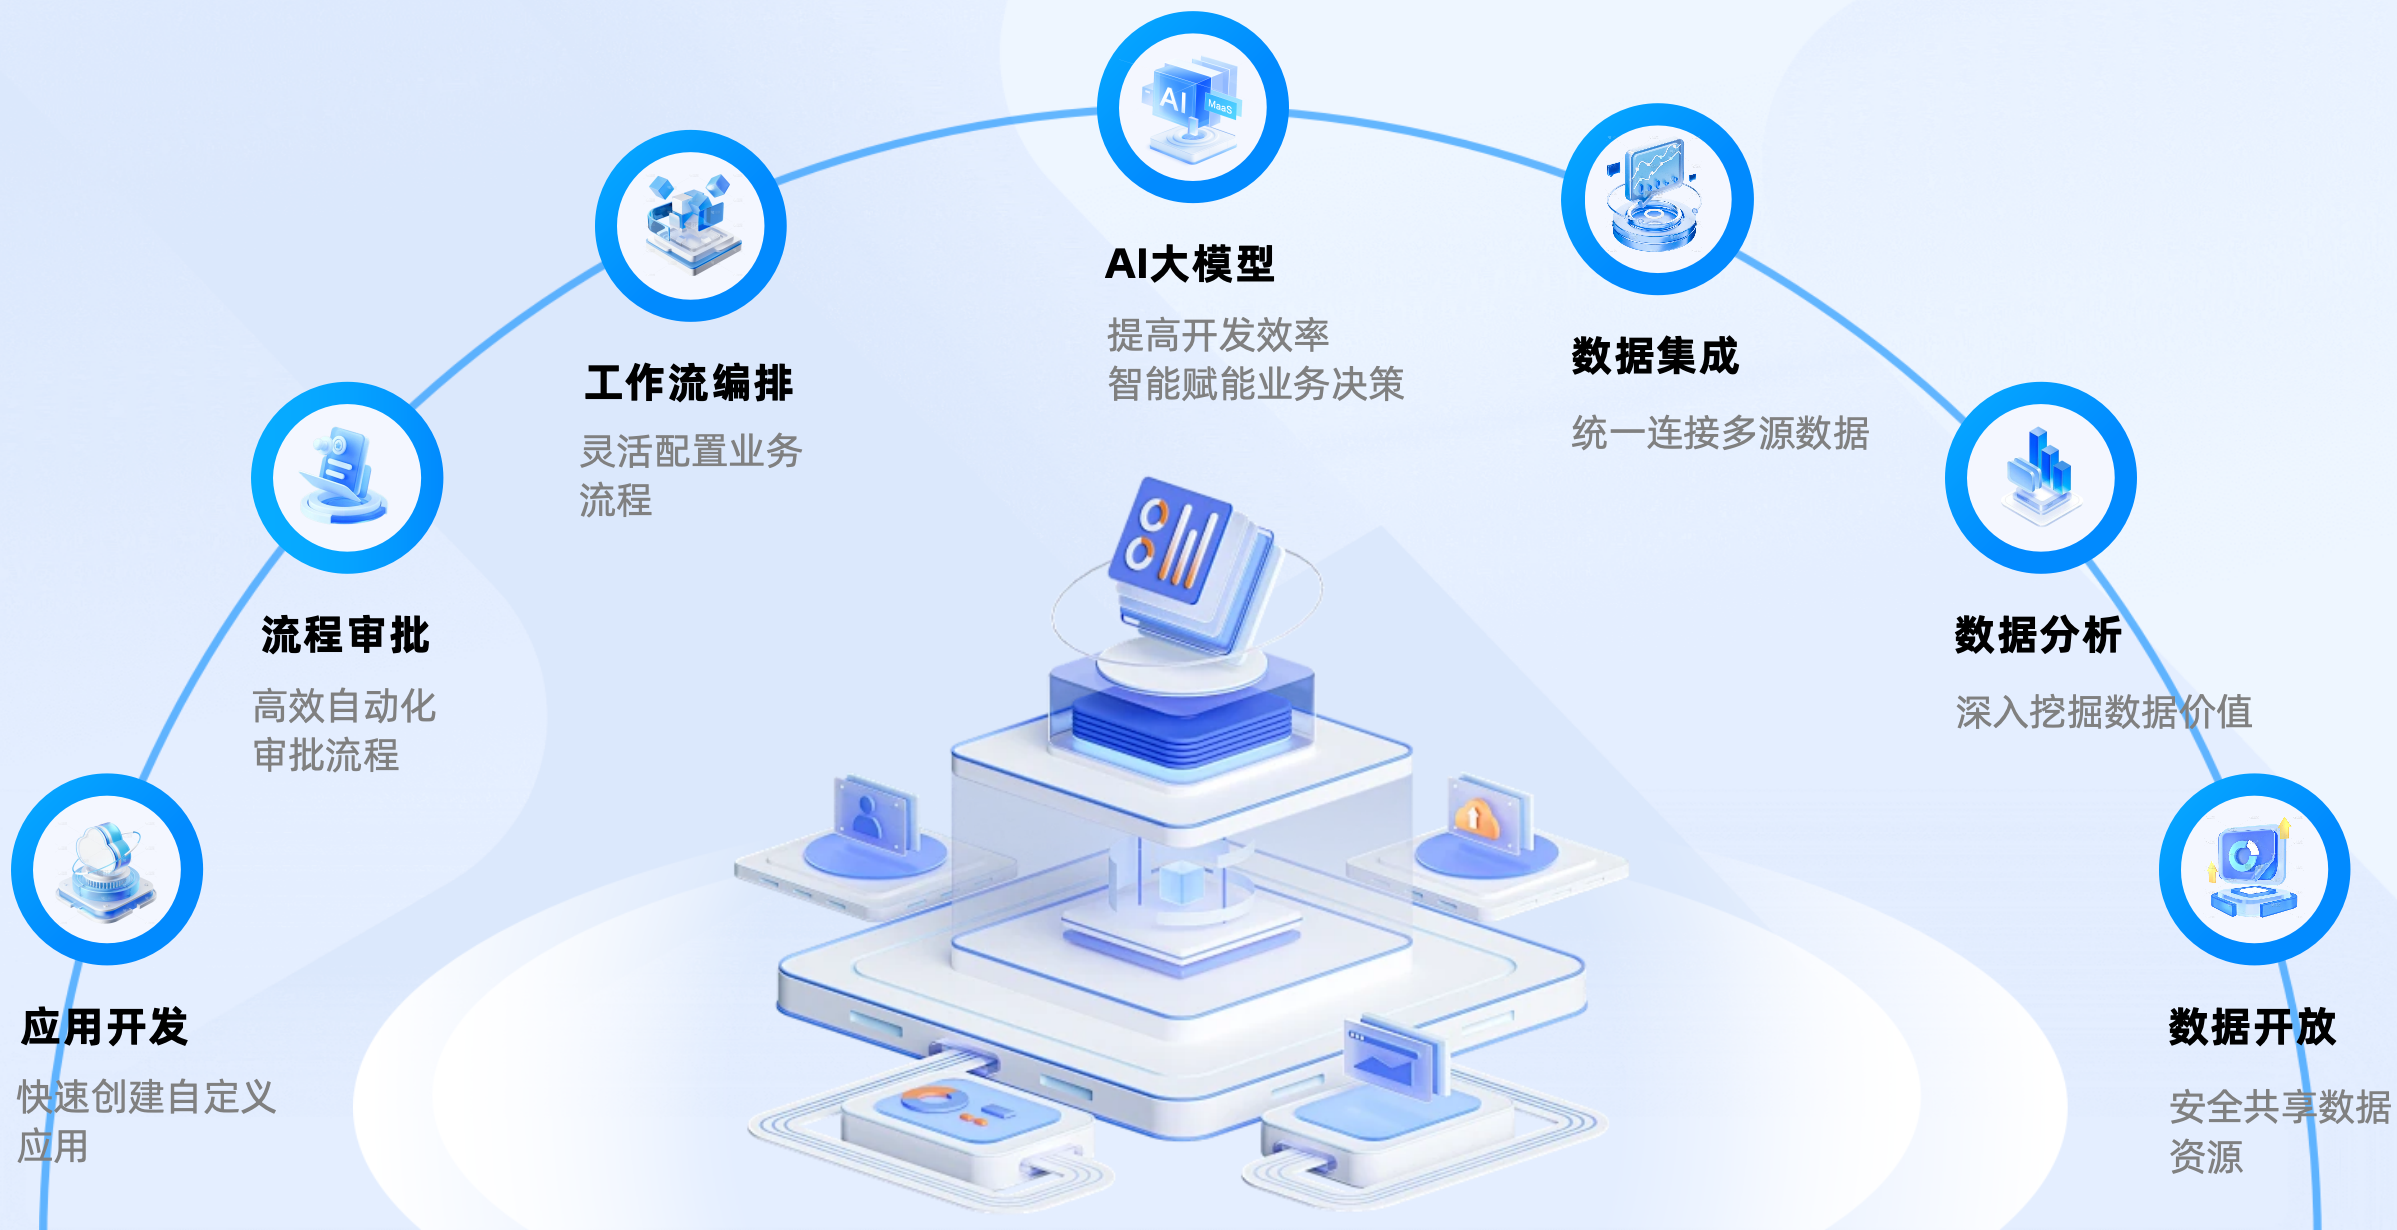 AI
MaaS
AI大模型
提高开发效率
智能赋能业务决策
工作流编排
灵活配置业务
流程
数据集成
统一连接多源数据
流程审批
高效自动化
审批流程
数据分析
深入挖掘数据价值
应用开发
快速创建自定义
应用
数据开放
安全共享数据
资源